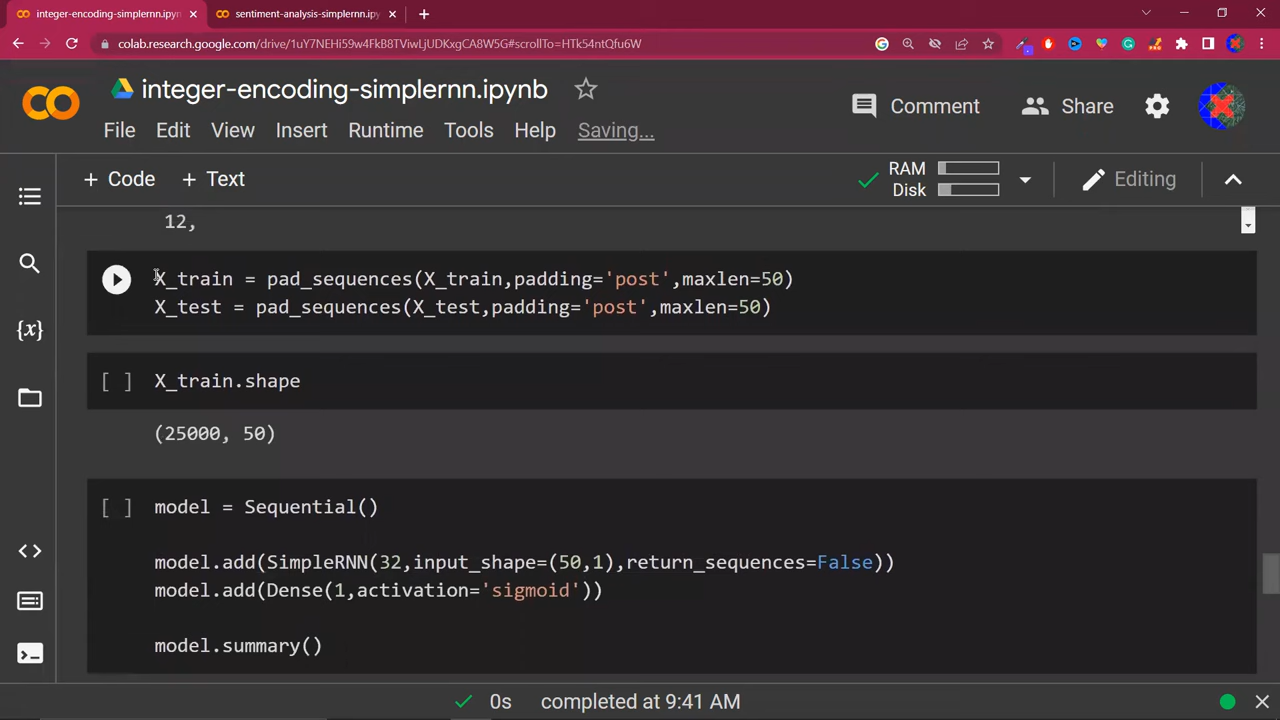 integer-encoding-simplernn.ipynb
sentiment-analysis-simplernn.ipynb
colab.research.google.com/drive/1uY7NEHi59w4FkB8TViwLjUDKxgCA8W5G#scrollTo=HTk54ntQfu6W
integer-encoding-simplernn.ipynb
Comment
Share
File Edit View Insert Runtime Tools Help Saving...
+ Code + Text
RAM
Disk
Editing
12,
X_train = pad_sequences(X_train,padding='post',maxlen=50)
X_test = pad_sequences(X_test,padding='post',maxlen=50)
[ ] X_train.shape
(25000, 50)
[ ] model = Sequential()
model.add(SimpleRNN(32,input_shape=(50,1),return_sequences=False))
model.add(Dense(1,activation='sigmoid'))
model.summary()
{x}
0s completed at 9:41 AM